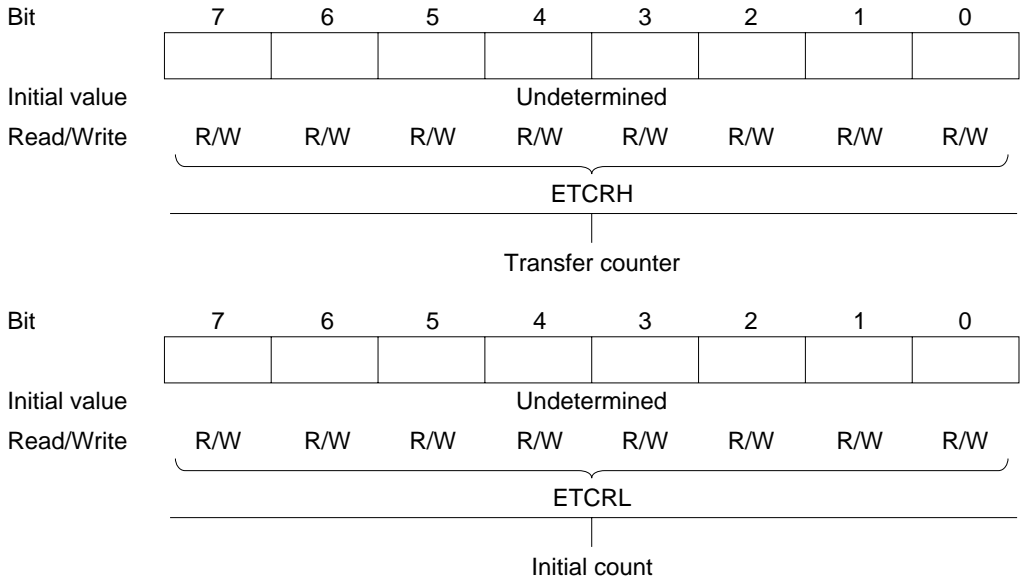 Bit 7 6 5 4 3 2 1 0
Initial value Undetermined
Read/Write R/W R/W R/W R/W R/W R/W R/W R/W
ETCRH
Transfer counter
Bit 7 6 5 4 3 2 1 0
Initial value Undetermined
Read/Write R/W R/W R/W R/W R/W R/W R/W R/W
ETCRL
Initial count